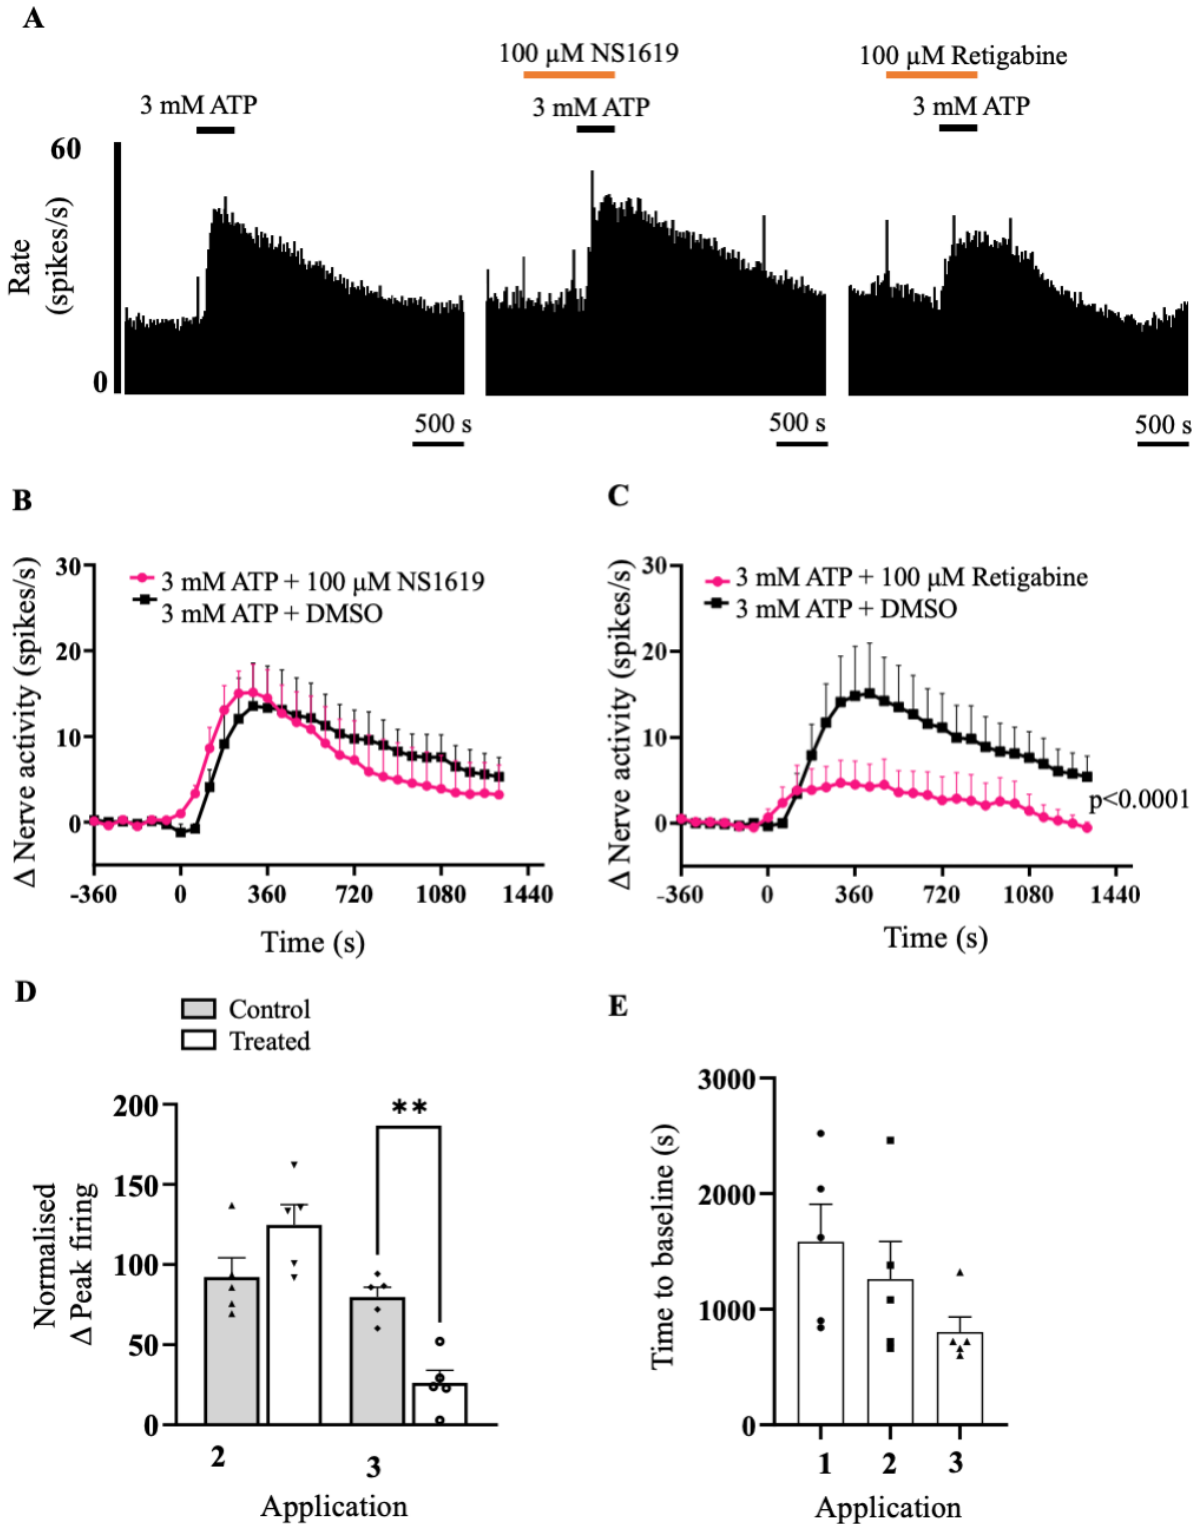 A
100 μM NS1619
100 μM Retigabine
3 mM ATP
3 mM ATP
3 mM ATP
60
Rate
(spikes/s)
0
500 s
500 s
500 s
B
C
Δ Nerve activity (spikes/s)
30
20
10
0
3 mM ATP + 100 μM NS1619
3 mM ATP + DMSO
-360
0
360
720
1080
1440
Time (s)
Δ Nerve activity (spikes/s)
30
20
10
0
3 mM ATP + 100 μM Retigabine
3 mM ATP + DMSO
p<0.0001
-360
0
360
720
1080
1440
Time (s)
D
Control
Treated
Normalised
Δ Peak firing
200
150
100
50
0
**
2
3
Application
E
Time to baseline (s)
3000
2000
1000
0
1
2
3
Application